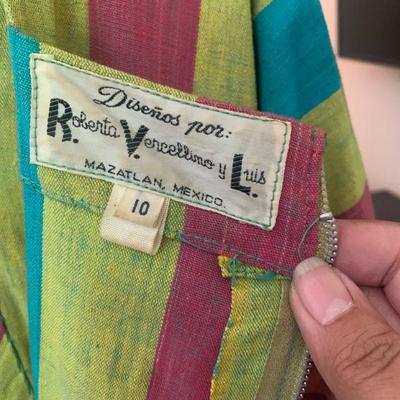 Diseños por:
Roberta Vercellino y Luis
R. V. L.
MAZATLAN, MEXICO.
10